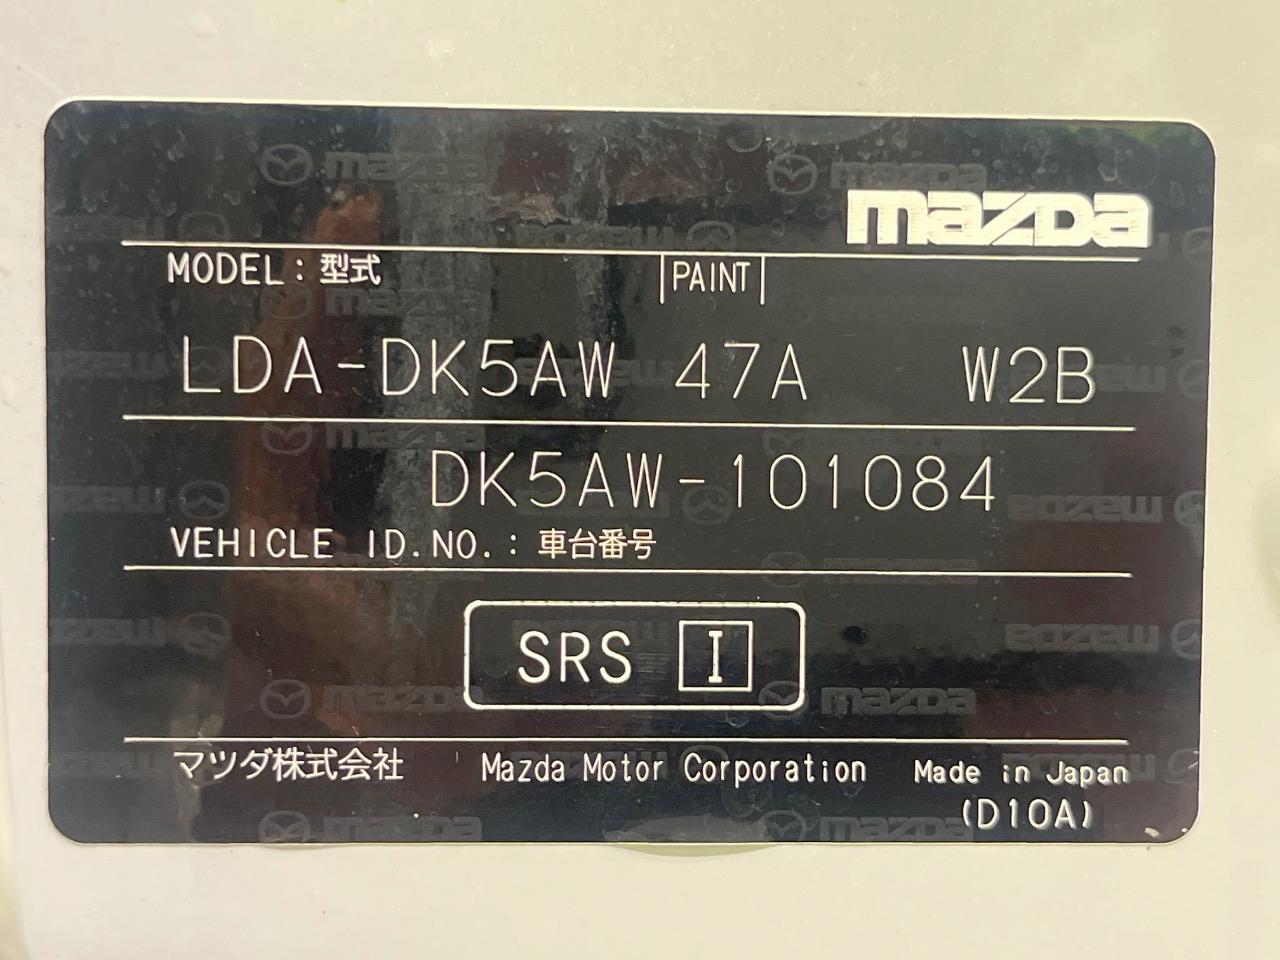 mazda
MODEL : 型式 PAINT
LDA-DK5AW 47A W2B
DK5AW-101084
VEHICLE ID. NO. : 車台番号
SRS I
マツダ株式会社 Mazda Motor Corporation Made in Japan
(D10A)